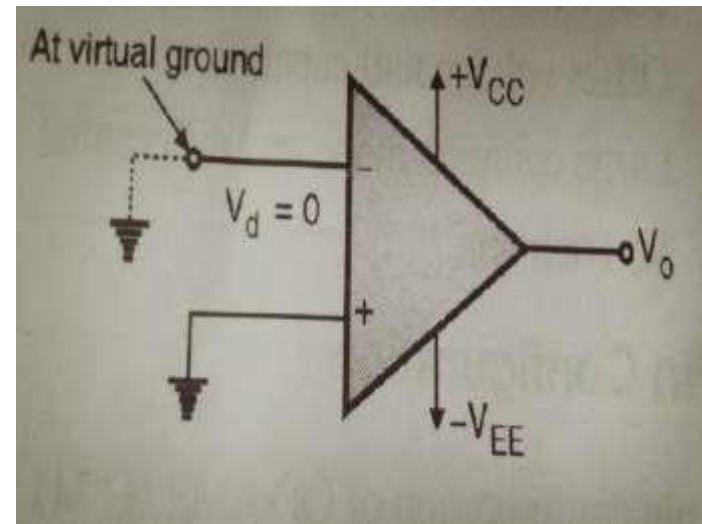 At virtual ground
+VCC
−
Vd = 0
Vo
+
−VEE